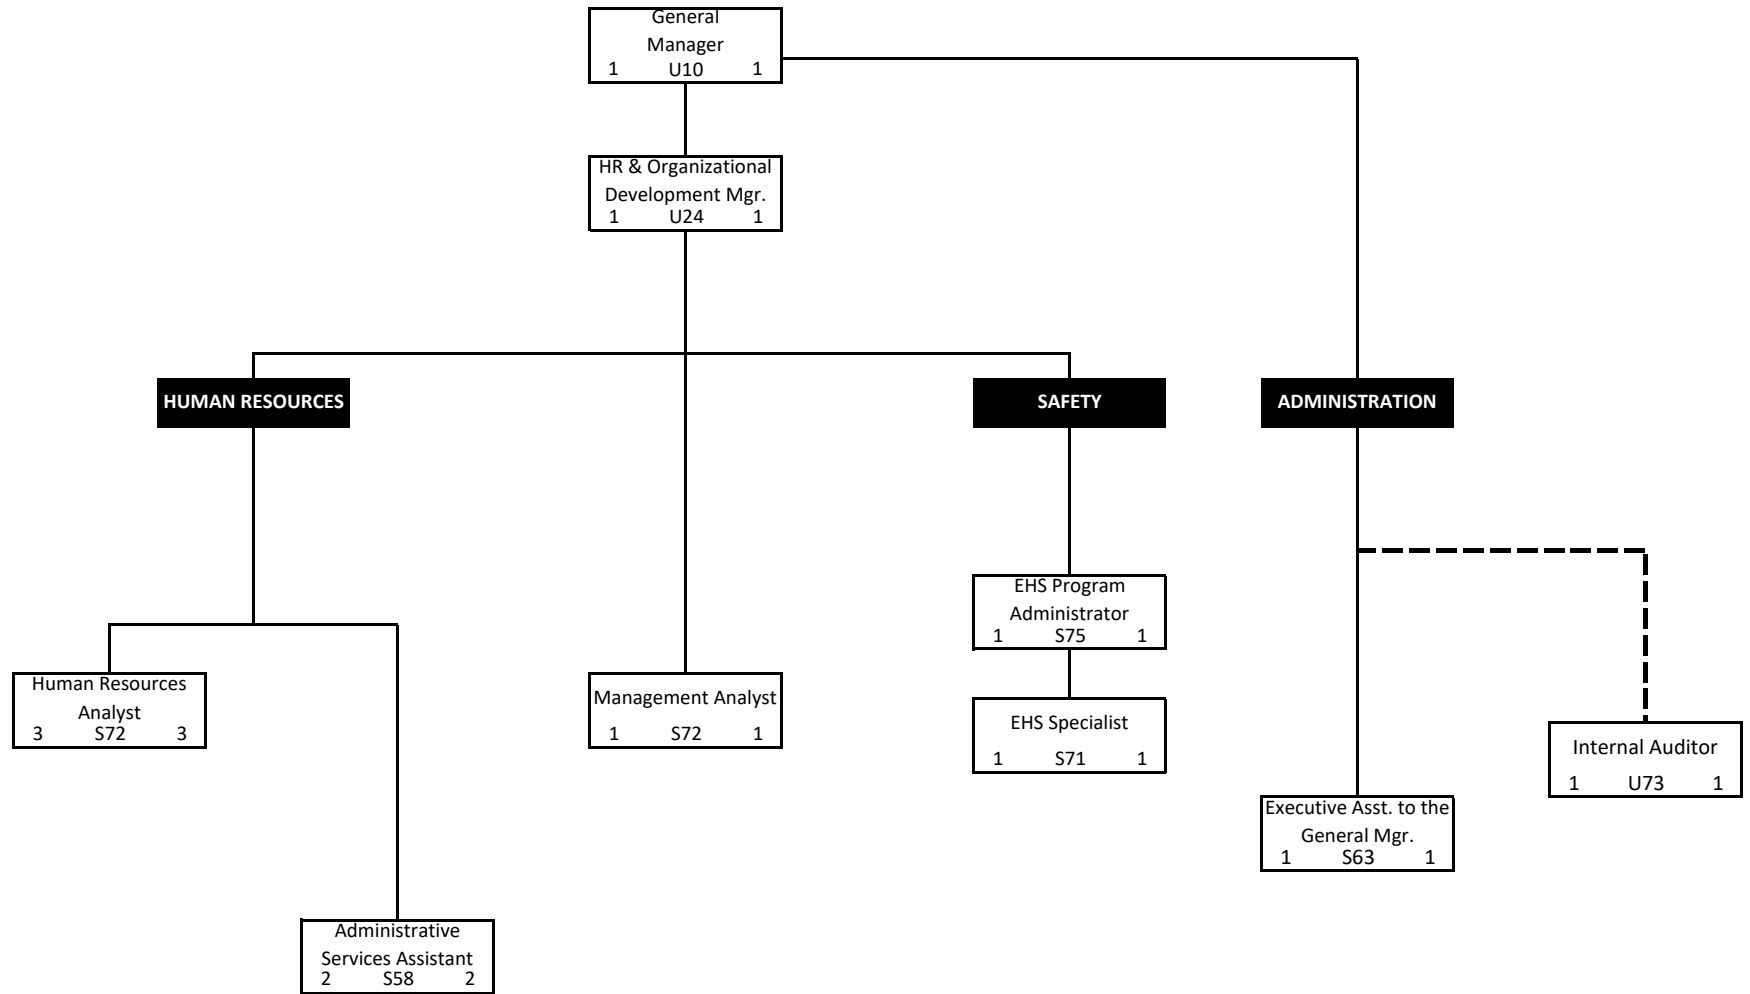 General
Manager
1 U10 1
HR & Organizational
Development Mgr.
1 U24 1
HUMAN RESOURCES
SAFETY
ADMINISTRATION
EHS Program
Administrator
1 S75 1
Human Resources
Analyst
3 S72 3
Management Analyst
1 S72 1
EHS Specialist
1 S71 1
Internal Auditor
1 U73 1
Executive Asst. to the
General Mgr.
1 S63 1
Administrative
Services Assistant
2 S58 2